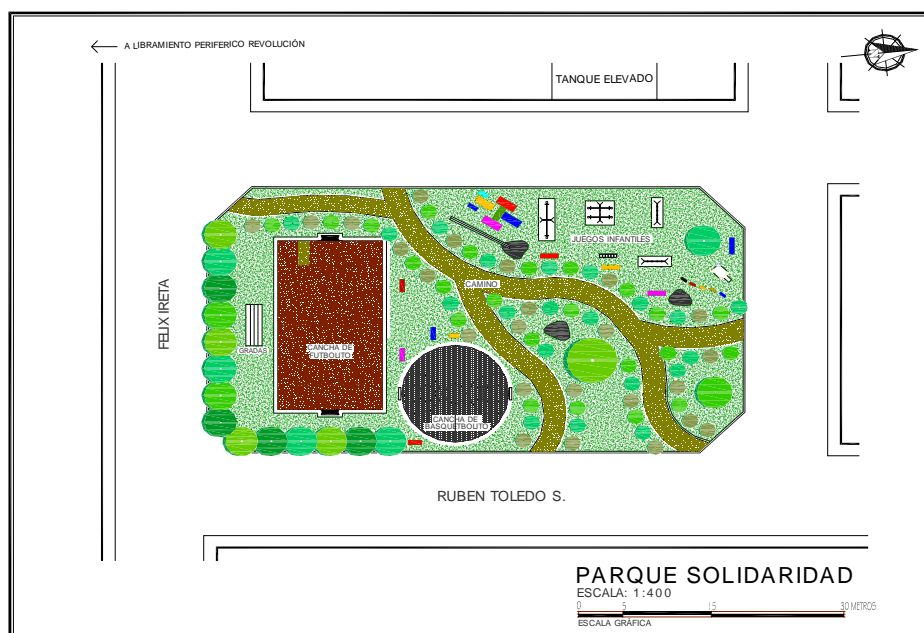 A LIBRAMIENTO PERIFERICO REVOLUCIÓN
TANQUE ELEVADO
JUEGOS INFANTILES
CAMINO
FELIX IRETA
GRADAS
CANCHA DE
FUTBOLITO
CANCHA DE
BASQUETBOLITO
RUBEN TOLEDO S.
PARQUE SOLIDARIDAD
ESCALA: 1:400
0 5 15 30 METROS
ESCALA GRÁFICA